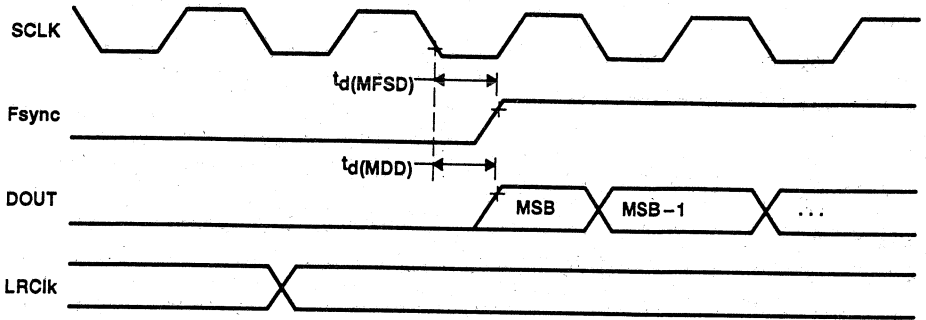 SCLK
td(MFSD)
Fsync
td(MDD)
DOUT
MSB
MSB-1
...
LRClk